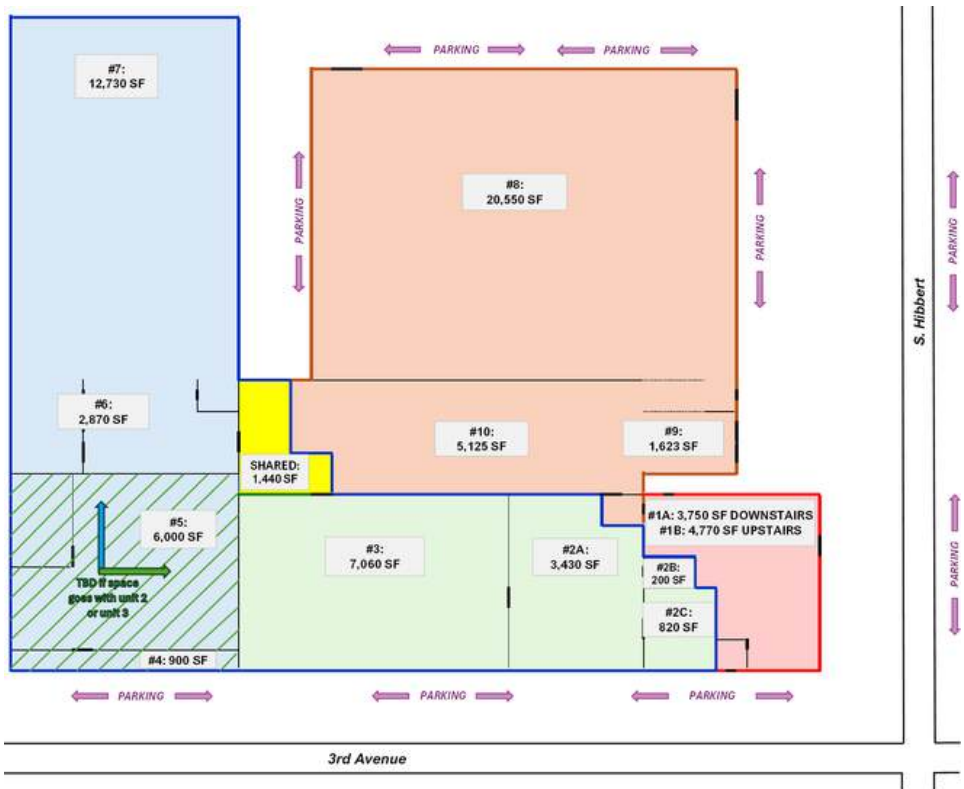 PARKING
PARKING
#7:
12,730 SF
#8:
20,550 SF
PARKING
PARKING
PARKING
S. Hibbert
#6:
2,870 SF
#10:
5,125 SF
#9:
1,623 SF
SHARED:
1,440 SF
#5:
6,000 SF
#3:
7,060 SF
#2A:
3,430 SF
#1A: 3,750 SF DOWNSTAIRS
#1B: 4,770 SF UPSTAIRS
#2B:
200 SF
PARKING
TBD if space
goes with unit 2
or unit 3
#2C:
820 SF
#4: 900 SF
PARKING
PARKING
PARKING
3rd Avenue